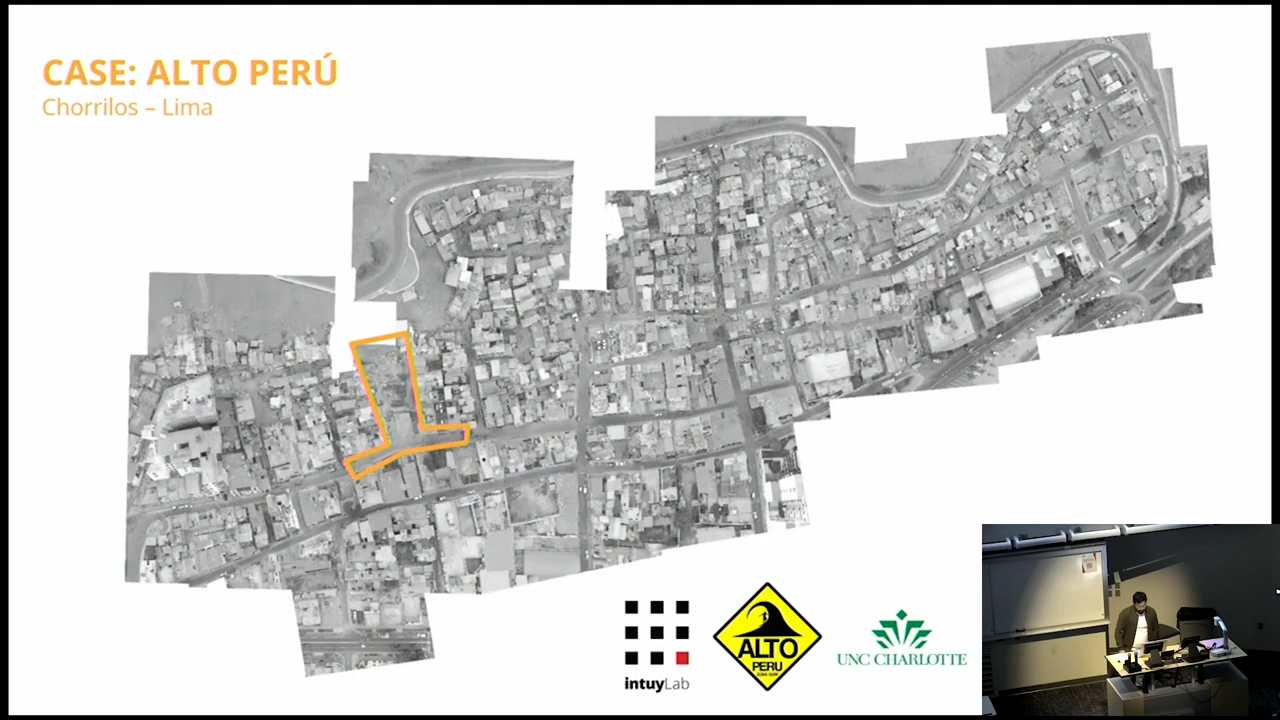 CASE: ALTO PERÚ
Chorrilos – Lima
intuyLab
ALTO
PERU
UNC CHARLOTTE